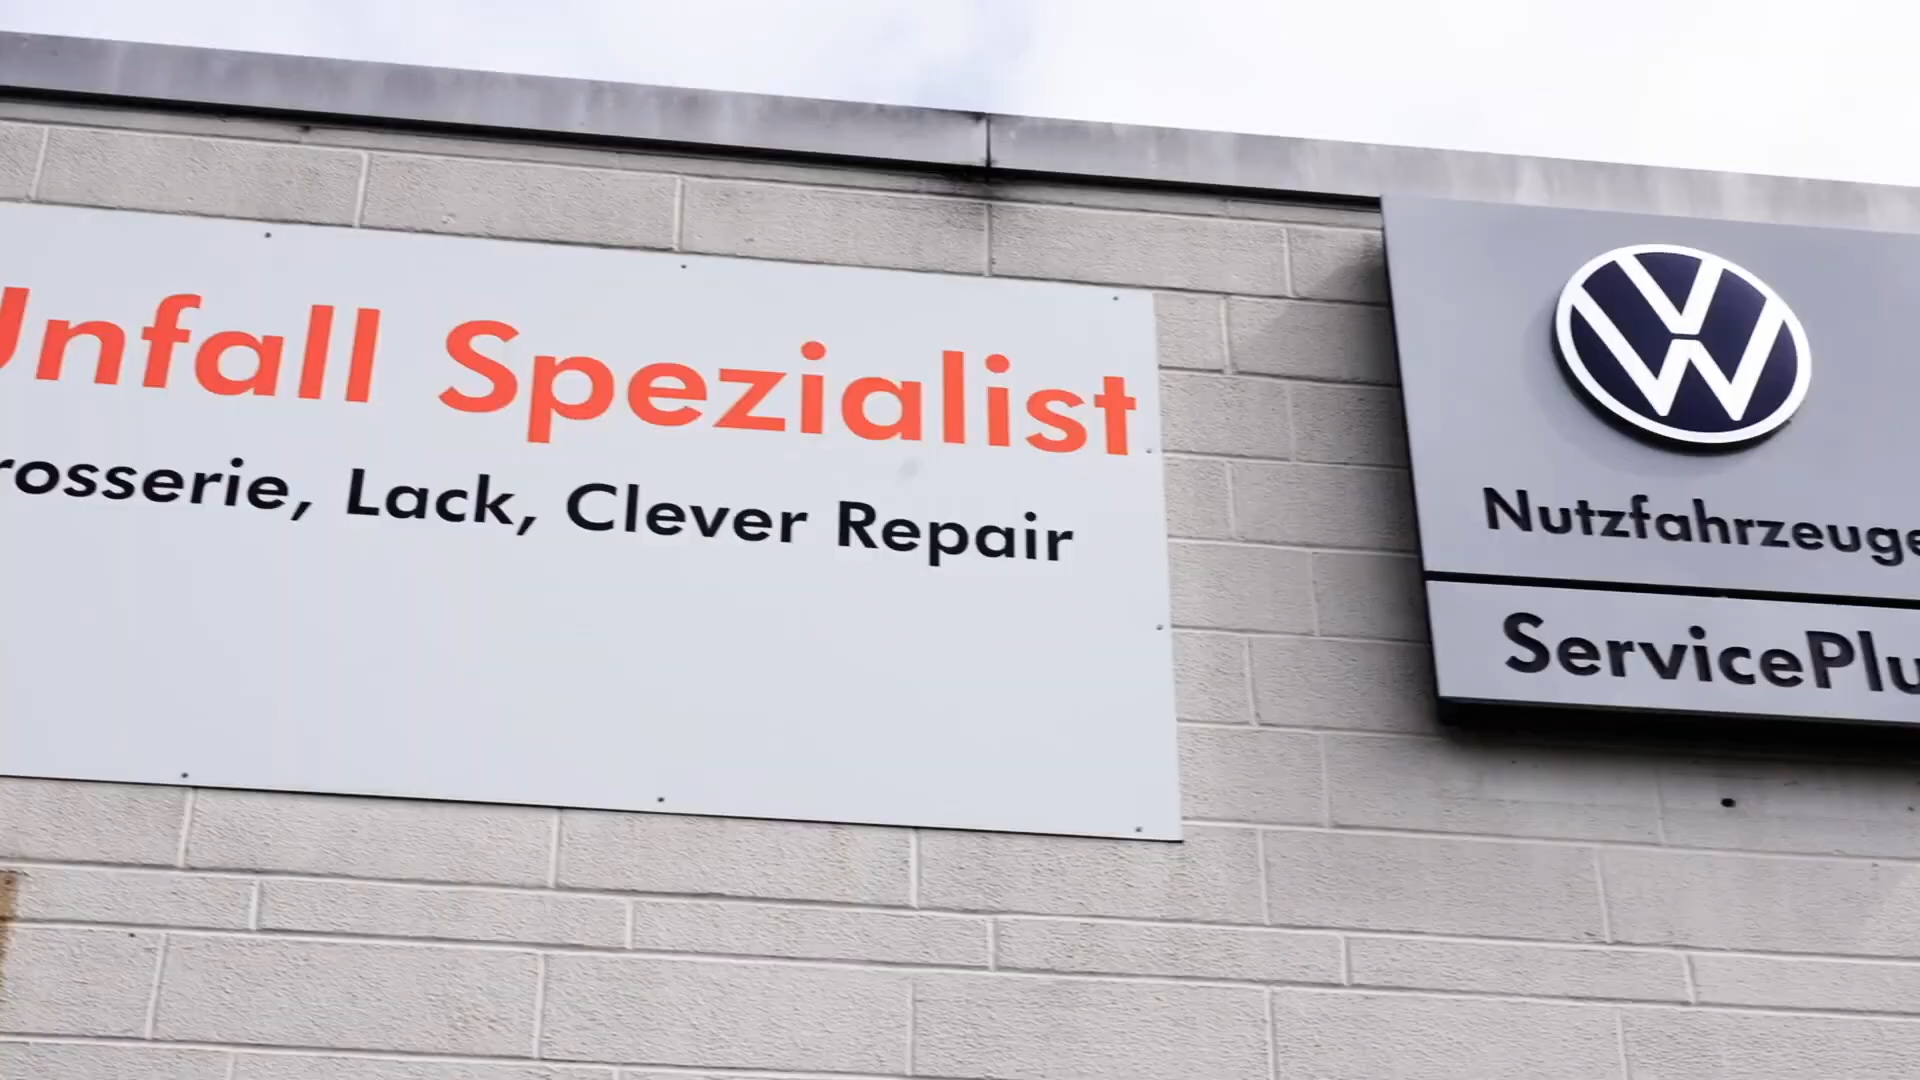 Unfall Spezialist
rosserie, Lack, Clever Repair
Nutzfahrzeuge
ServicePlu